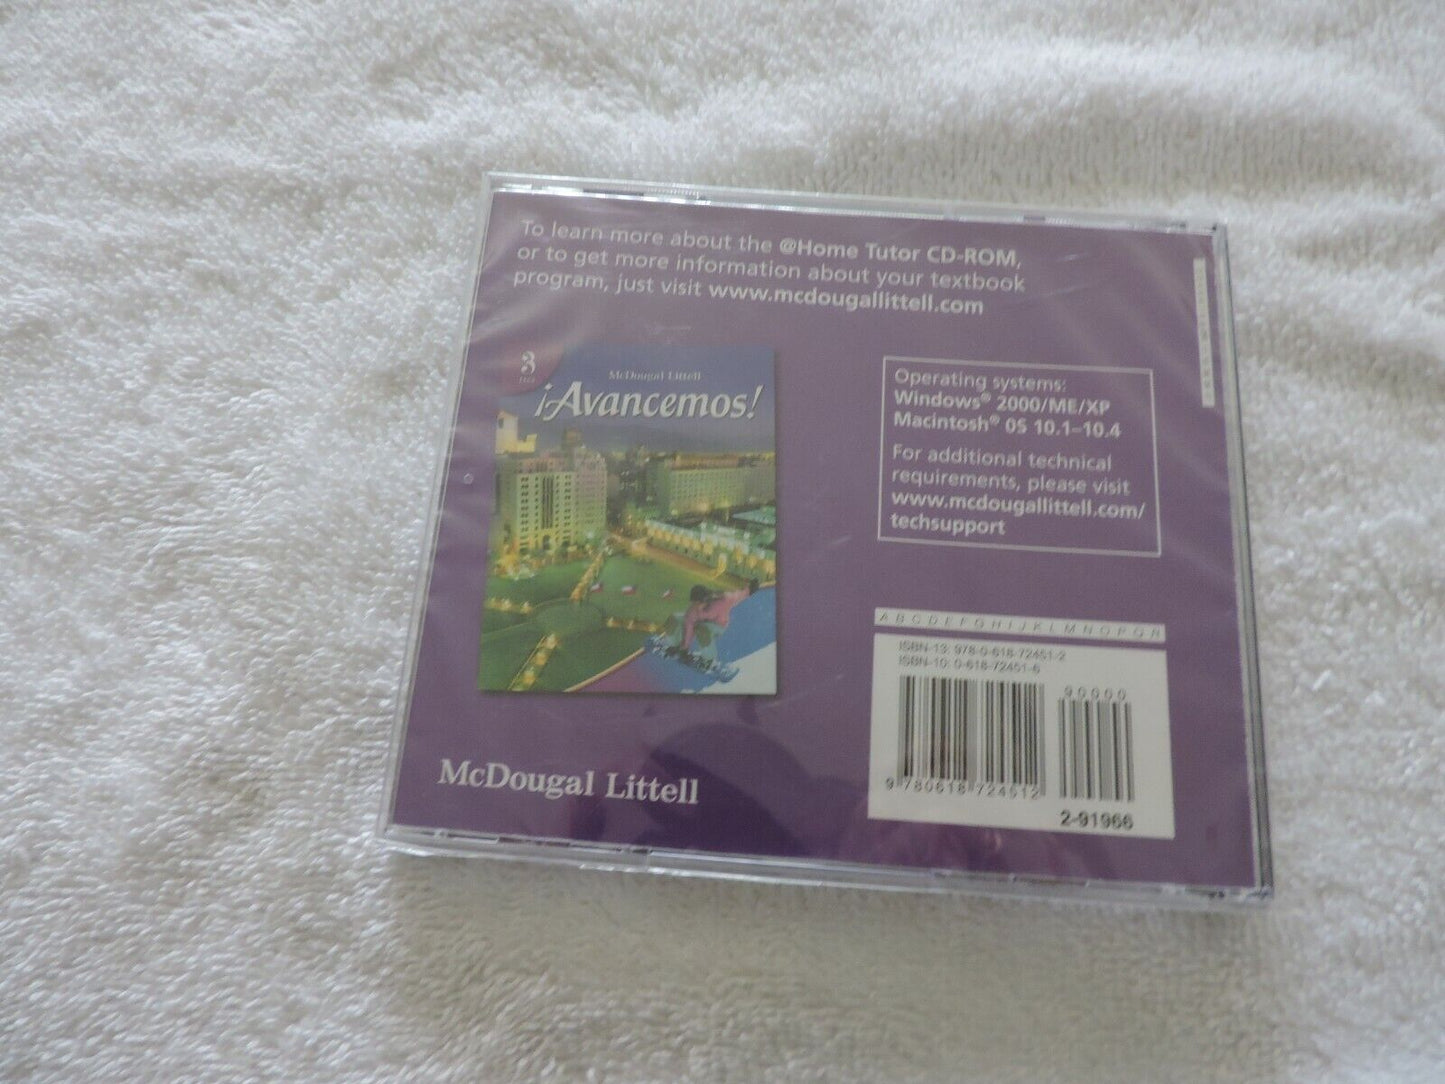 To learn more about the @Home Tutor CD-ROM,
or to get more information about your textbook
program, just visit www.mcdougallittell.com
3
tres
McDougal Littell
¡Avancemos!
Operating systems:
Windows® 2000/ME/XP
Macintosh® OS 10.1–10.4
For additional technical
requirements, please visit
www.mcdougallittell.com/
techsupport
A B C D E F G H I J K L M N O P Q R
ISBN-13: 978-0-618-72451-2
ISBN-10: 0-618-72451-6
90000
9 780618 724512
2-91966
McDougal Littell